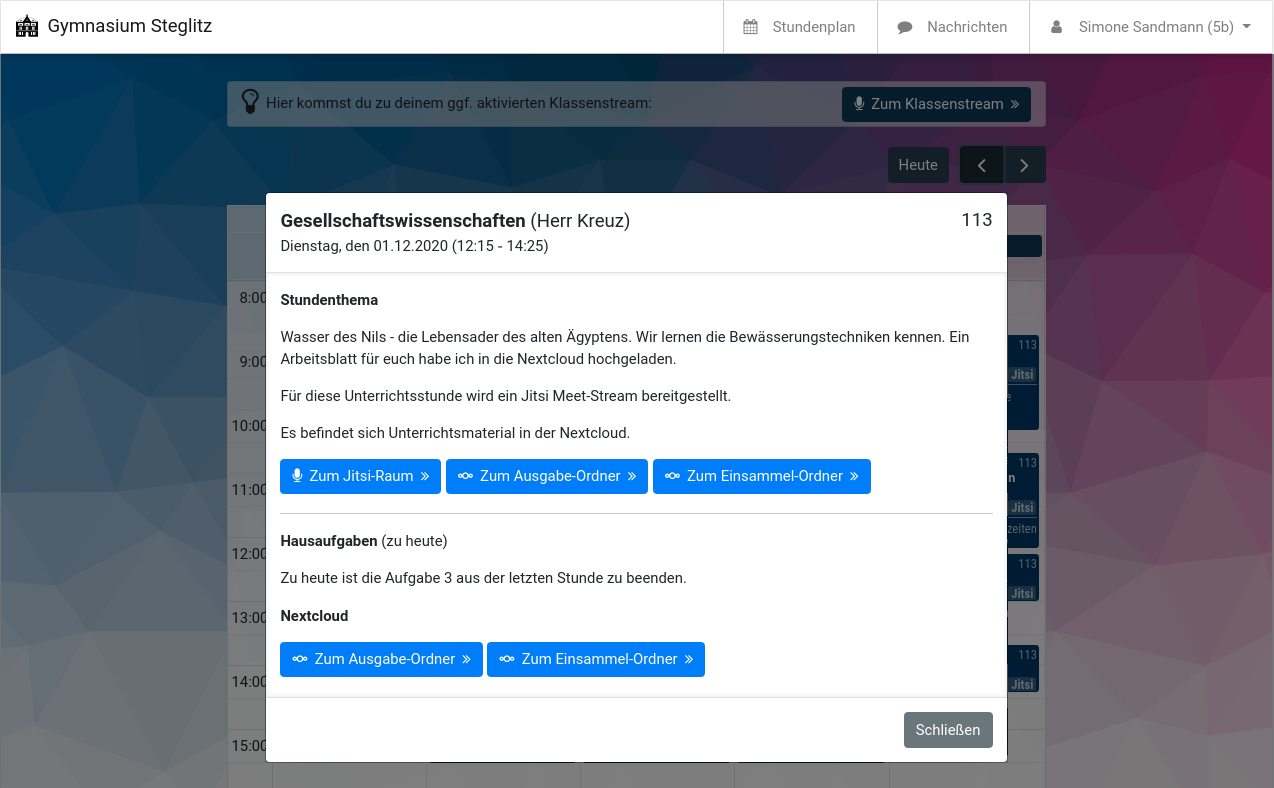 Gymnasium Steglitz
Stundenplan
Nachrichten
Simone Sandmann (5b)
Hier kommst du zu deinem ggf. aktivierten Klassenstream:
Zum Klassenstream »
Heute
Gesellschaftswissenschaften (Herr Kreuz)
113
Dienstag, den 01.12.2020 (12:15 - 14:25)
Stundenthema
Wasser des Nils - die Lebensader des alten Ägyptens. Wir lernen die Bewässerungstechniken kennen. Ein
Arbeitsblatt für euch habe ich in die Nextcloud hochgeladen.
Für diese Unterrichtsstunde wird ein Jitsi Meet-Stream bereitgestellt.
Es befindet sich Unterrichtsmaterial in der Nextcloud.
Zum Jitsi-Raum »
Zum Ausgabe-Ordner »
Zum Einsammel-Ordner »
Hausaufgaben (zu heute)
Zu heute ist die Aufgabe 3 aus der letzten Stunde zu beenden.
Nextcloud
Zum Ausgabe-Ordner »
Zum Einsammel-Ordner »
Schließen
8:00
9:00
10:00
11:00
12:00
13:00
14:00
15:00
113
Jitsi
113
Jitsi
zeiten
113
Jitsi
113
Jitsi